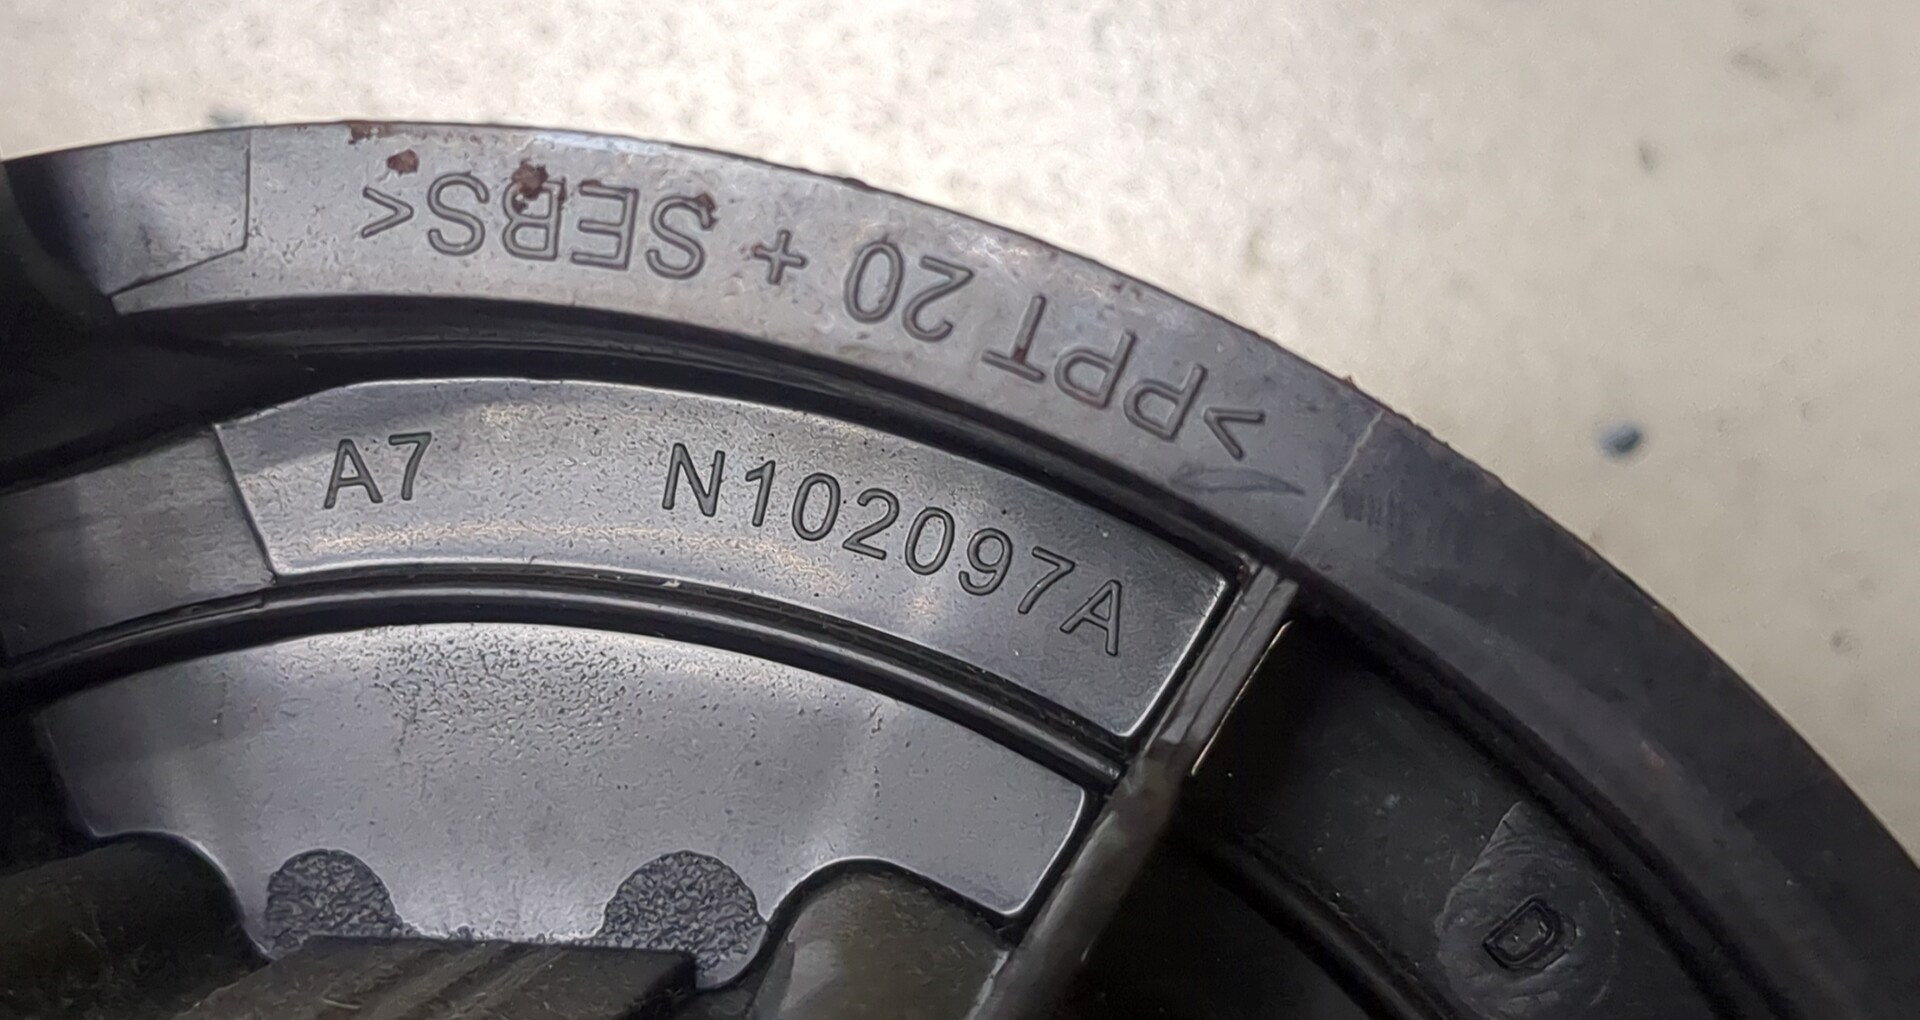 >PPT 20 + SEBS<
A7 N102097A
D